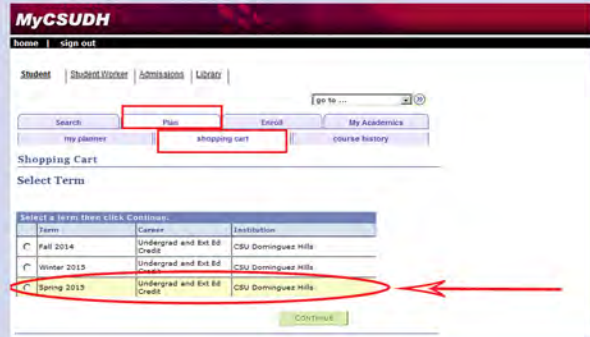 MyCSUDH
home | sign out
Student | Student Worker | Admissions | Library |
go to ...
Search Plan Enroll My Academics
my planner shopping cart course history
Shopping Cart
Select Term
Select a term then click Continue.
Term Career Institution
Fall 2014 Undergrad and Ext Ed Credit CSU Dominguez Hills
Winter 2015 Undergrad and Ext Ed Credit CSU Dominguez Hills
Spring 2015 Undergrad and Ext Ed Credit CSU Dominguez Hills
CONTINUE